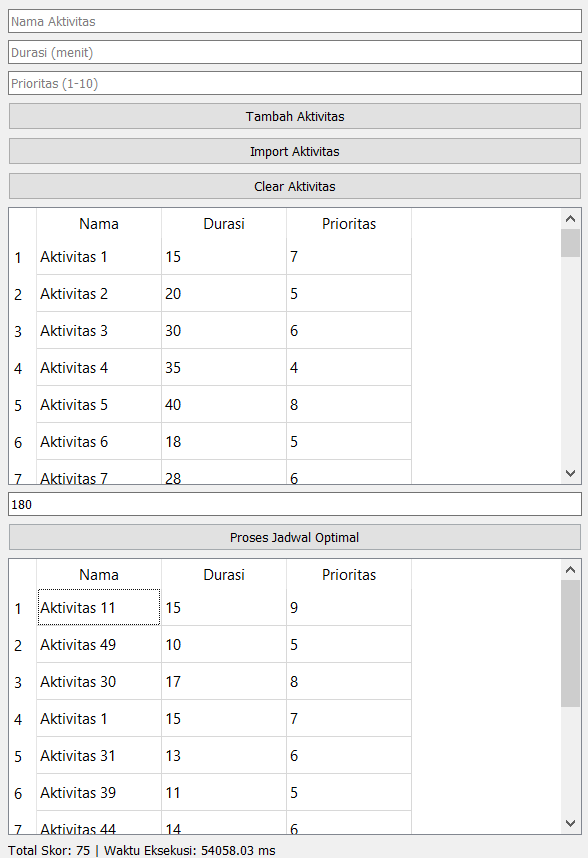 Nama Aktivitas
Durasi (menit)
Prioritas (1-10)
Tambah Aktivitas
Import Aktivitas
Clear Aktivitas
Nama Durasi Prioritas
1 Aktivitas 1 15 7
2 Aktivitas 2 20 5
3 Aktivitas 3 30 6
4 Aktivitas 4 35 4
5 Aktivitas 5 40 8
6 Aktivitas 6 18 5
7 Aktivitas 7 28 6
180
Proses Jadwal Optimal
Nama Durasi Prioritas
1 Aktivitas 11 15 9
2 Aktivitas 49 10 5
3 Aktivitas 30 17 8
4 Aktivitas 1 15 7
5 Aktivitas 31 13 6
6 Aktivitas 39 11 5
7 Aktivitas 44 14 6
Total Skor: 75 | Waktu Eksekusi: 54058.03 ms